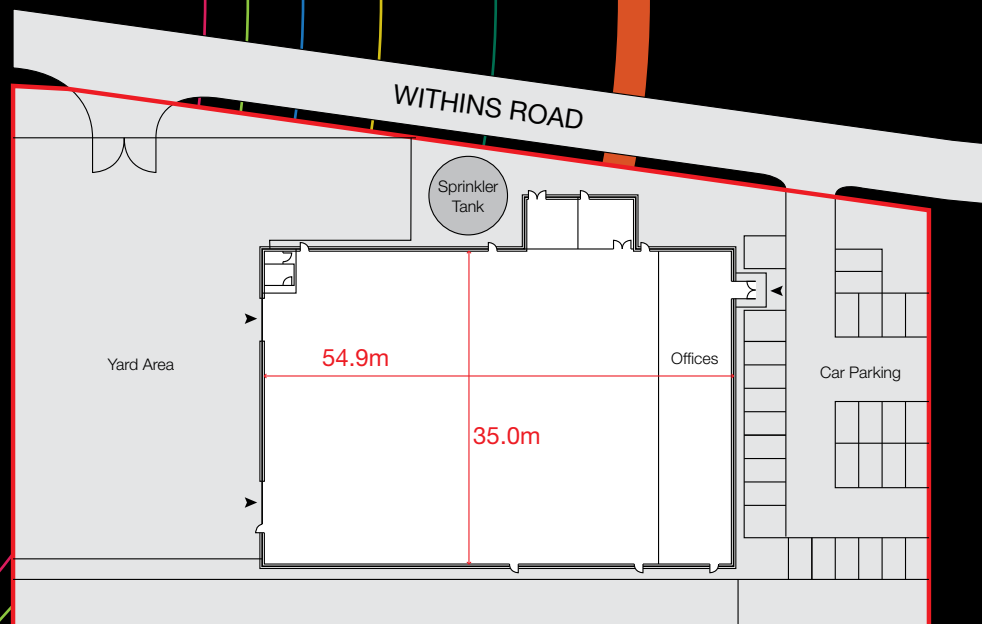 WITHINS ROAD
Sprinkler
Tank
54.9m
Offices
Yard Area
Car Parking
35.0m